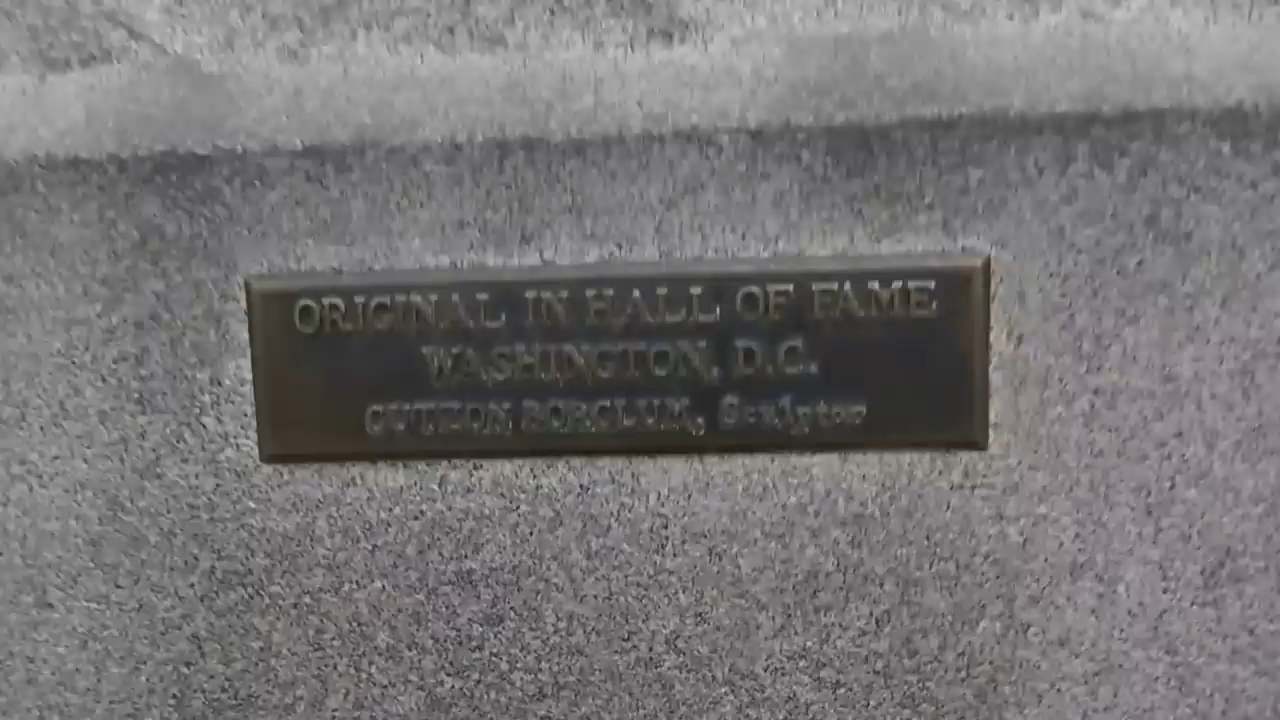 ORIGINAL IN HALL OF FAME
WASHINGTON, D.C.
GUTZON BORGLUM, Sculptor